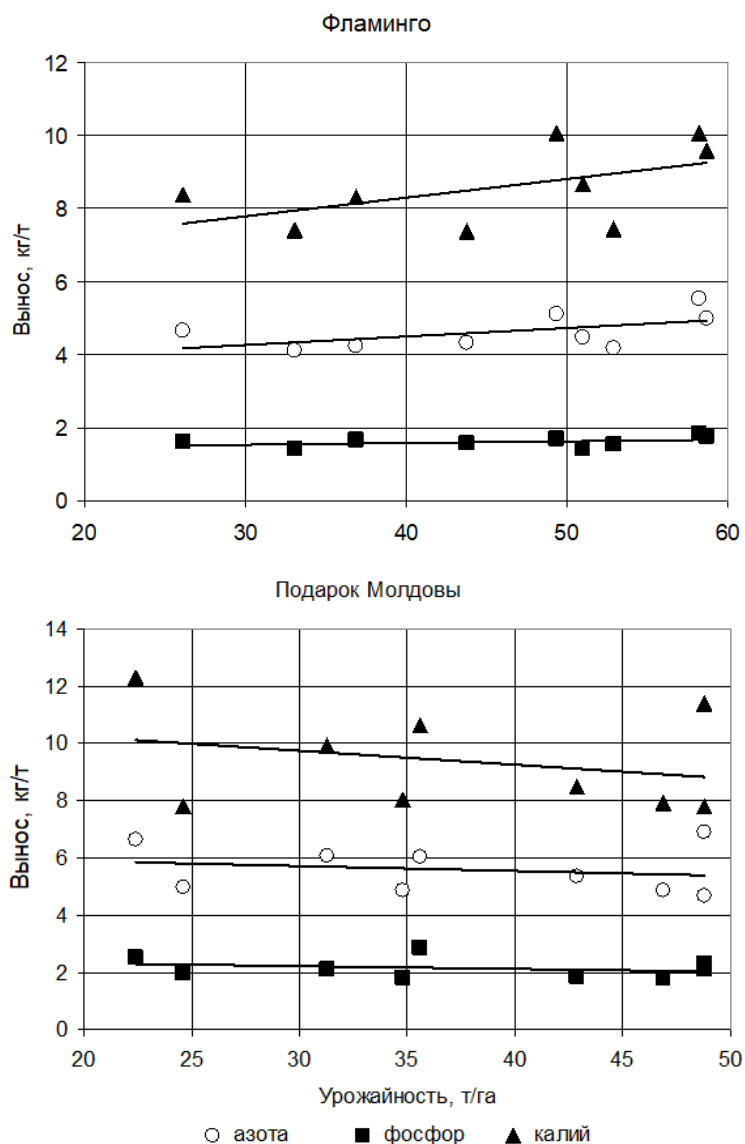 Фламинго
12
10
8
6
4
2
0
Вынос, кг/т
20 30 40 50 60
Подарок Молдовы
14
12
10
8
6
4
2
0
Вынос, кг/т
20 25 30 35 40 45 50
Урожайность, т/га
азота фосфор калий